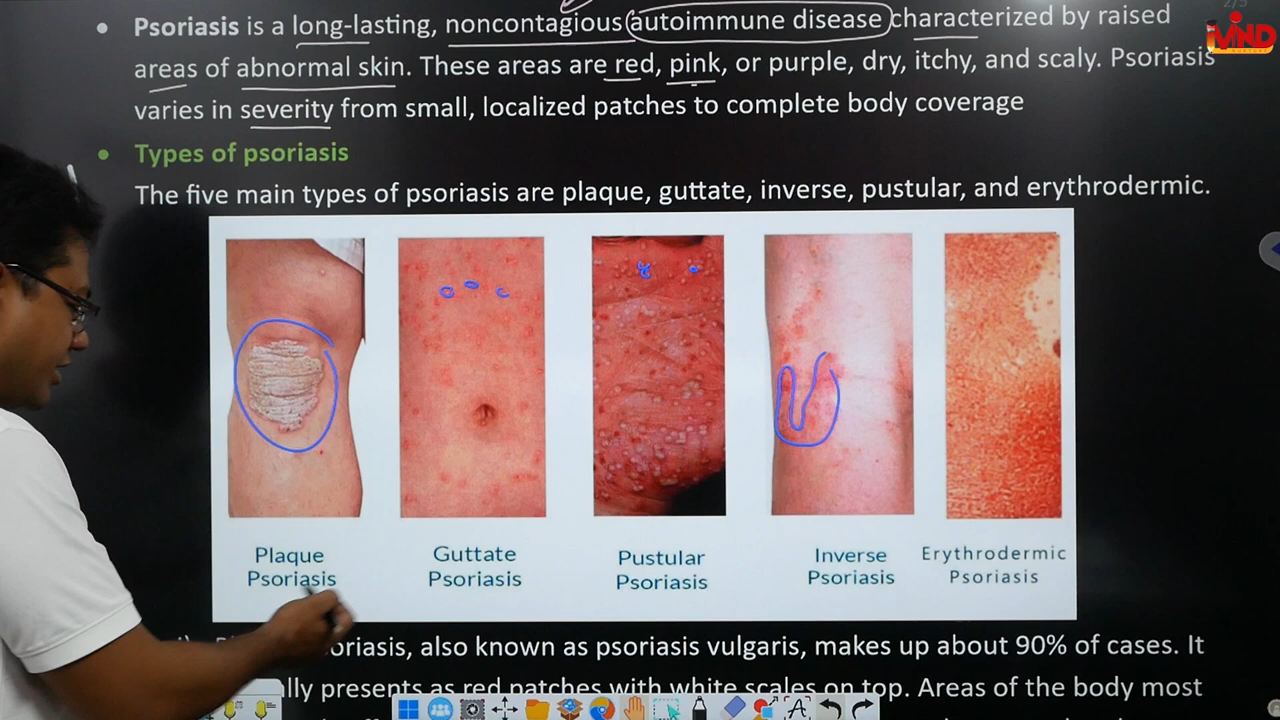 2/5
• Psoriasis is a long-lasting, noncontagious autoimmune disease characterized by raised
areas of abnormal skin. These areas are red, pink, or purple, dry, itchy, and scaly. Psoriasis
varies in severity from small, localized patches to complete body coverage
• Types of psoriasis
The five main types of psoriasis are plaque, guttate, inverse, pustular, and erythrodermic.
Plaque
Psoriasis
Guttate
Psoriasis
Pustular
Psoriasis
Inverse
Psoriasis
Erythrodermic
Psoriasis
also known as psoriasis vulgaris, makes up about 90% of cases. It
presents as red patches with white scales on top. Areas of the body most